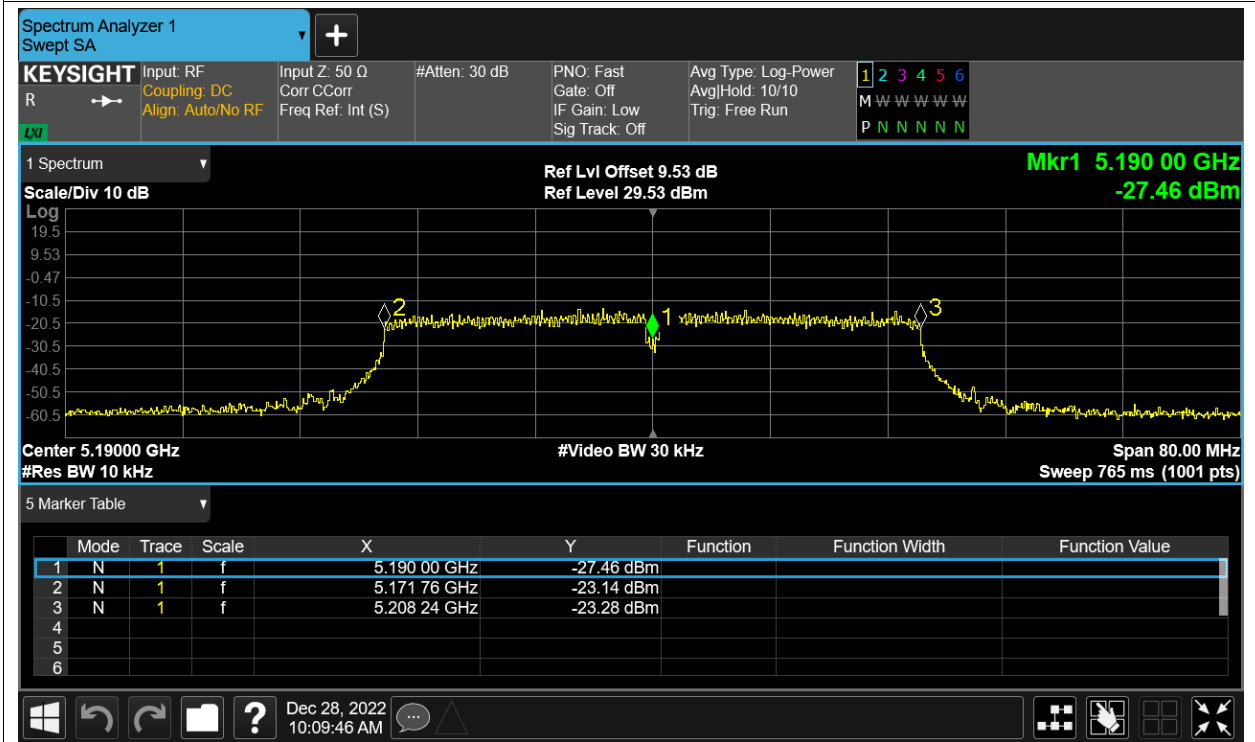 Spectrum Analyzer 1
Swept SA
+
KEYSIGHT Input: RF Input Z: 50 Ω #Atten: 30 dB PNO: Fast Avg Type: Log-Power 1 2 3 4 5 6
R Coupling: DC Corr CCorr Gate: Off Avg|Hold: 10/10 M W W W W W
Align: Auto/No RF Freq Ref: Int (S) IF Gain: Low Trig: Free Run
LXI Sig Track: Off P N N N N N N
1 Spectrum
Ref Lvl Offset 9.53 dB Mkr1 5.190 00 GHz
Scale/Div 10 dB Ref Level 29.53 dBm -27.46 dBm
Log
19.5
9.53
-0.47
-10.5
2 3
1
-20.5
-30.5
-40.5
-50.5
-60.5
Center 5.19000 GHz #Video BW 30 kHz Span 80.00 MHz
#Res BW 10 kHz Sweep 765 ms (1001 pts)
5 Marker Table
Mode Trace Scale X Y Function Function Width Function Value
1 N 1 f 5.190 00 GHz -27.46 dBm
2 N 1 f 5.171 76 GHz -23.14 dBm
3 N 1 f 5.208 24 GHz -23.28 dBm
4
5
6
? Dec 28, 2022
10:09:46 AM